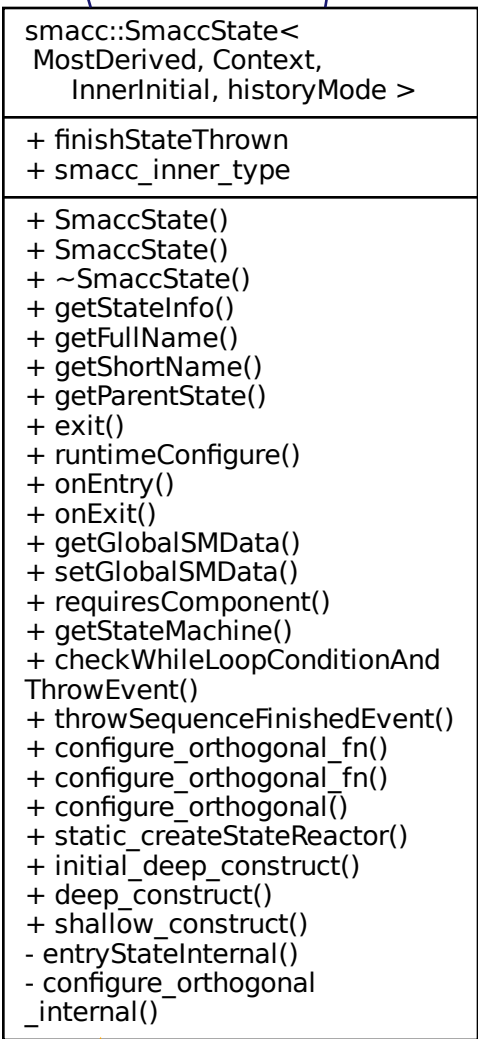 smacc::SmaccState<
MostDerived, Context,
InnerInitial, historyMode >
+ finishStateThrown
+ smacc_inner_type
+ SmaccState()
+ SmaccState()
+ ~SmaccState()
+ getStateInfo()
+ getFullName()
+ getShortName()
+ getParentState()
+ exit()
+ runtimeConfigure()
+ onEntry()
+ onExit()
+ getGlobalSMData()
+ setGlobalSMData()
+ requiresComponent()
+ getStateMachine()
+ checkWhileLoopConditionAnd
ThrowEvent()
+ throwSequenceFinishedEvent()
+ configure_orthogonal_fn()
+ configure_orthogonal_fn()
+ configure_orthogonal()
+ static_createStateReactor()
+ initial_deep_construct()
+ deep_construct()
+ shallow_construct()
- entryStateInternal()
- configure_orthogonal
_internal()